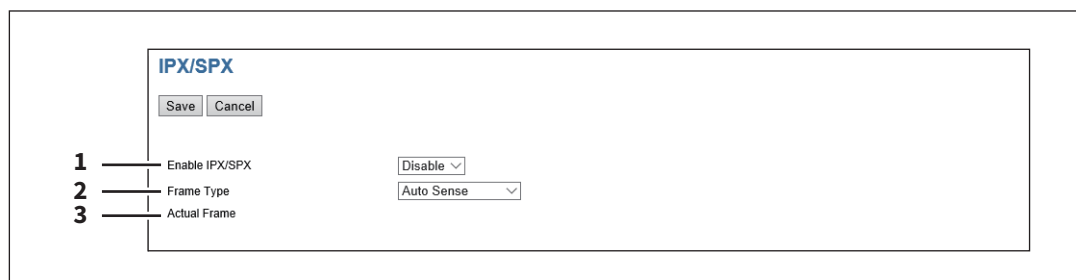 IPX/SPX
Save Cancel
1 Enable IPX/SPX Disable
2 Frame Type Auto Sense
3 Actual Frame